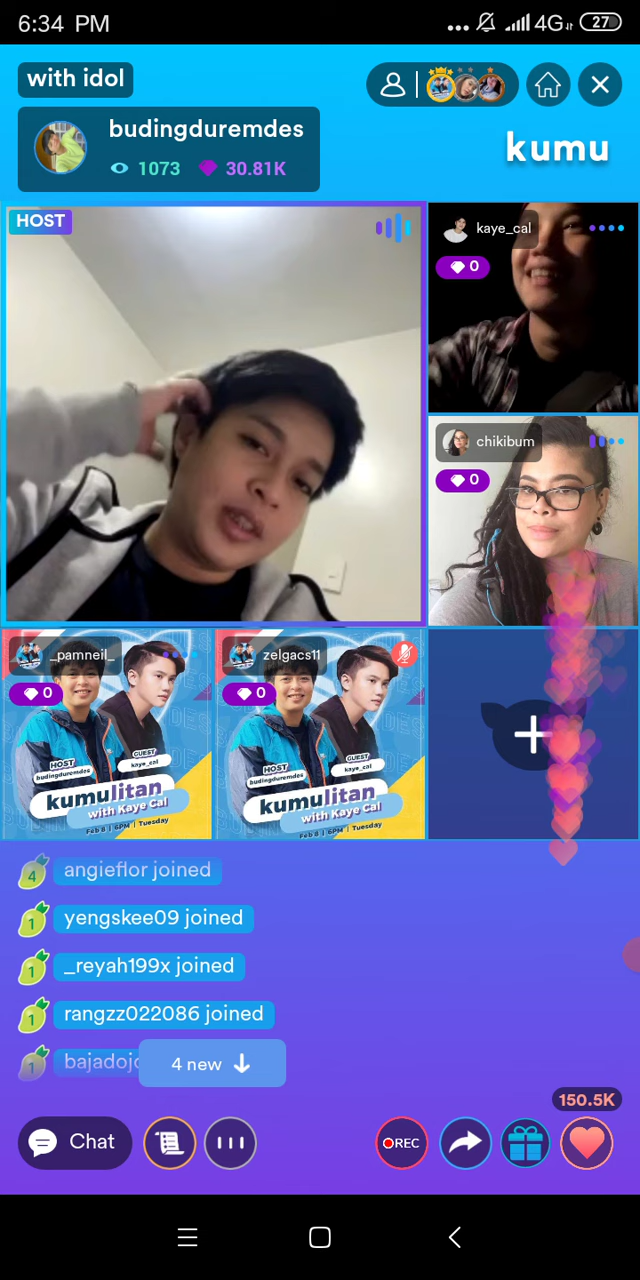 6:34 PM
4G
27
with idol
budingduremdes
1073
30.81K
kumu
HOST
kaye_cal
0
chikibum
0
_pamneil_
0
HOST
budingduremdes
GUEST
kaye_cal
kumulitan
with Kaye Cal
Feb 8 | 6PM | Tuesday
zelgacs11
0
HOST
budingduremdes
GUEST
kaye_cal
kumulitan
with Kaye Cal
Feb 8 | 6PM | Tuesday
4 angieflor joined
1 yengskee09 joined
1 _reyah199x joined
1 rangzz022086 joined
1
4 new
150.5K
Chat
REC